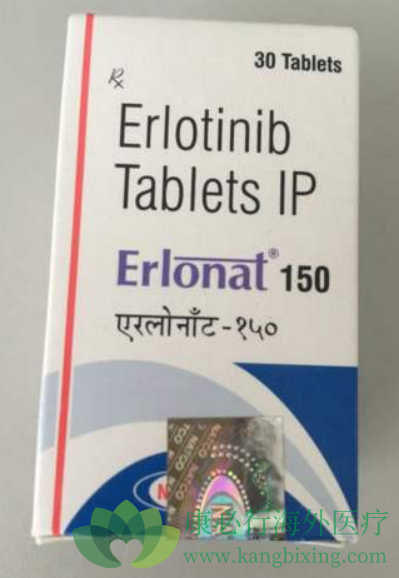 30 Tablets
Rx
Erlotinib
Tablets IP
Erlonat® 150
एरलोनाँट-१५०
NATCO
康必行海外医疗
www.kangbixing.com